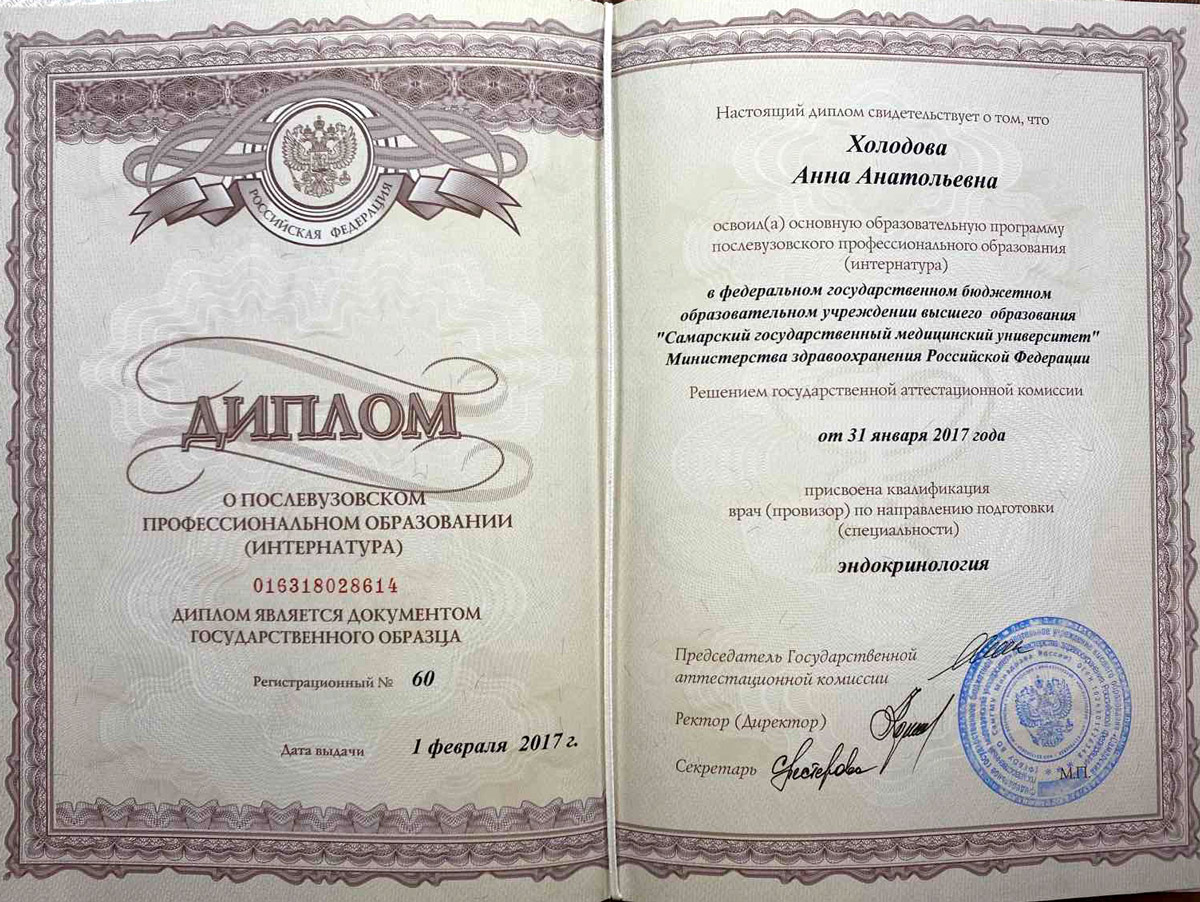 РОССИЙСКАЯ ФЕДЕРАЦИЯ
ДИПЛОМ
О ПОСЛЕВУЗОВСКОМ
ПРОФЕССИОНАЛЬНОМ ОБРАЗОВАНИИ
(ИНТЕРНАТУРА)
016318028614
ДИПЛОМ ЯВЛЯЕТСЯ ДОКУМЕНТОМ
ГОСУДАРСТВЕННОГО ОБРАЗЦА
Регистрационный № 60
Дата выдачи 1 февраля 2017 г.
Настоящий диплом свидетельствует о том, что
Холодова
Анна Анатольевна
освоил(а) основную образовательную программу
послевузовского профессионального образования
(интернатура)
в федеральном государственном бюджетном
образовательном учреждении высшего образования
"Самарский государственный медицинский университет"
Министерства здравоохранения Российской Федерации
Решением государственной аттестационной комиссии
от 31 января 2017 года
присвоена квалификация
врач (провизор) по направлению подготовки
(специальности)
эндокринология
Председатель Государственной
аттестационной комиссии
Ректор (Директор)
Секретарь
М.П.